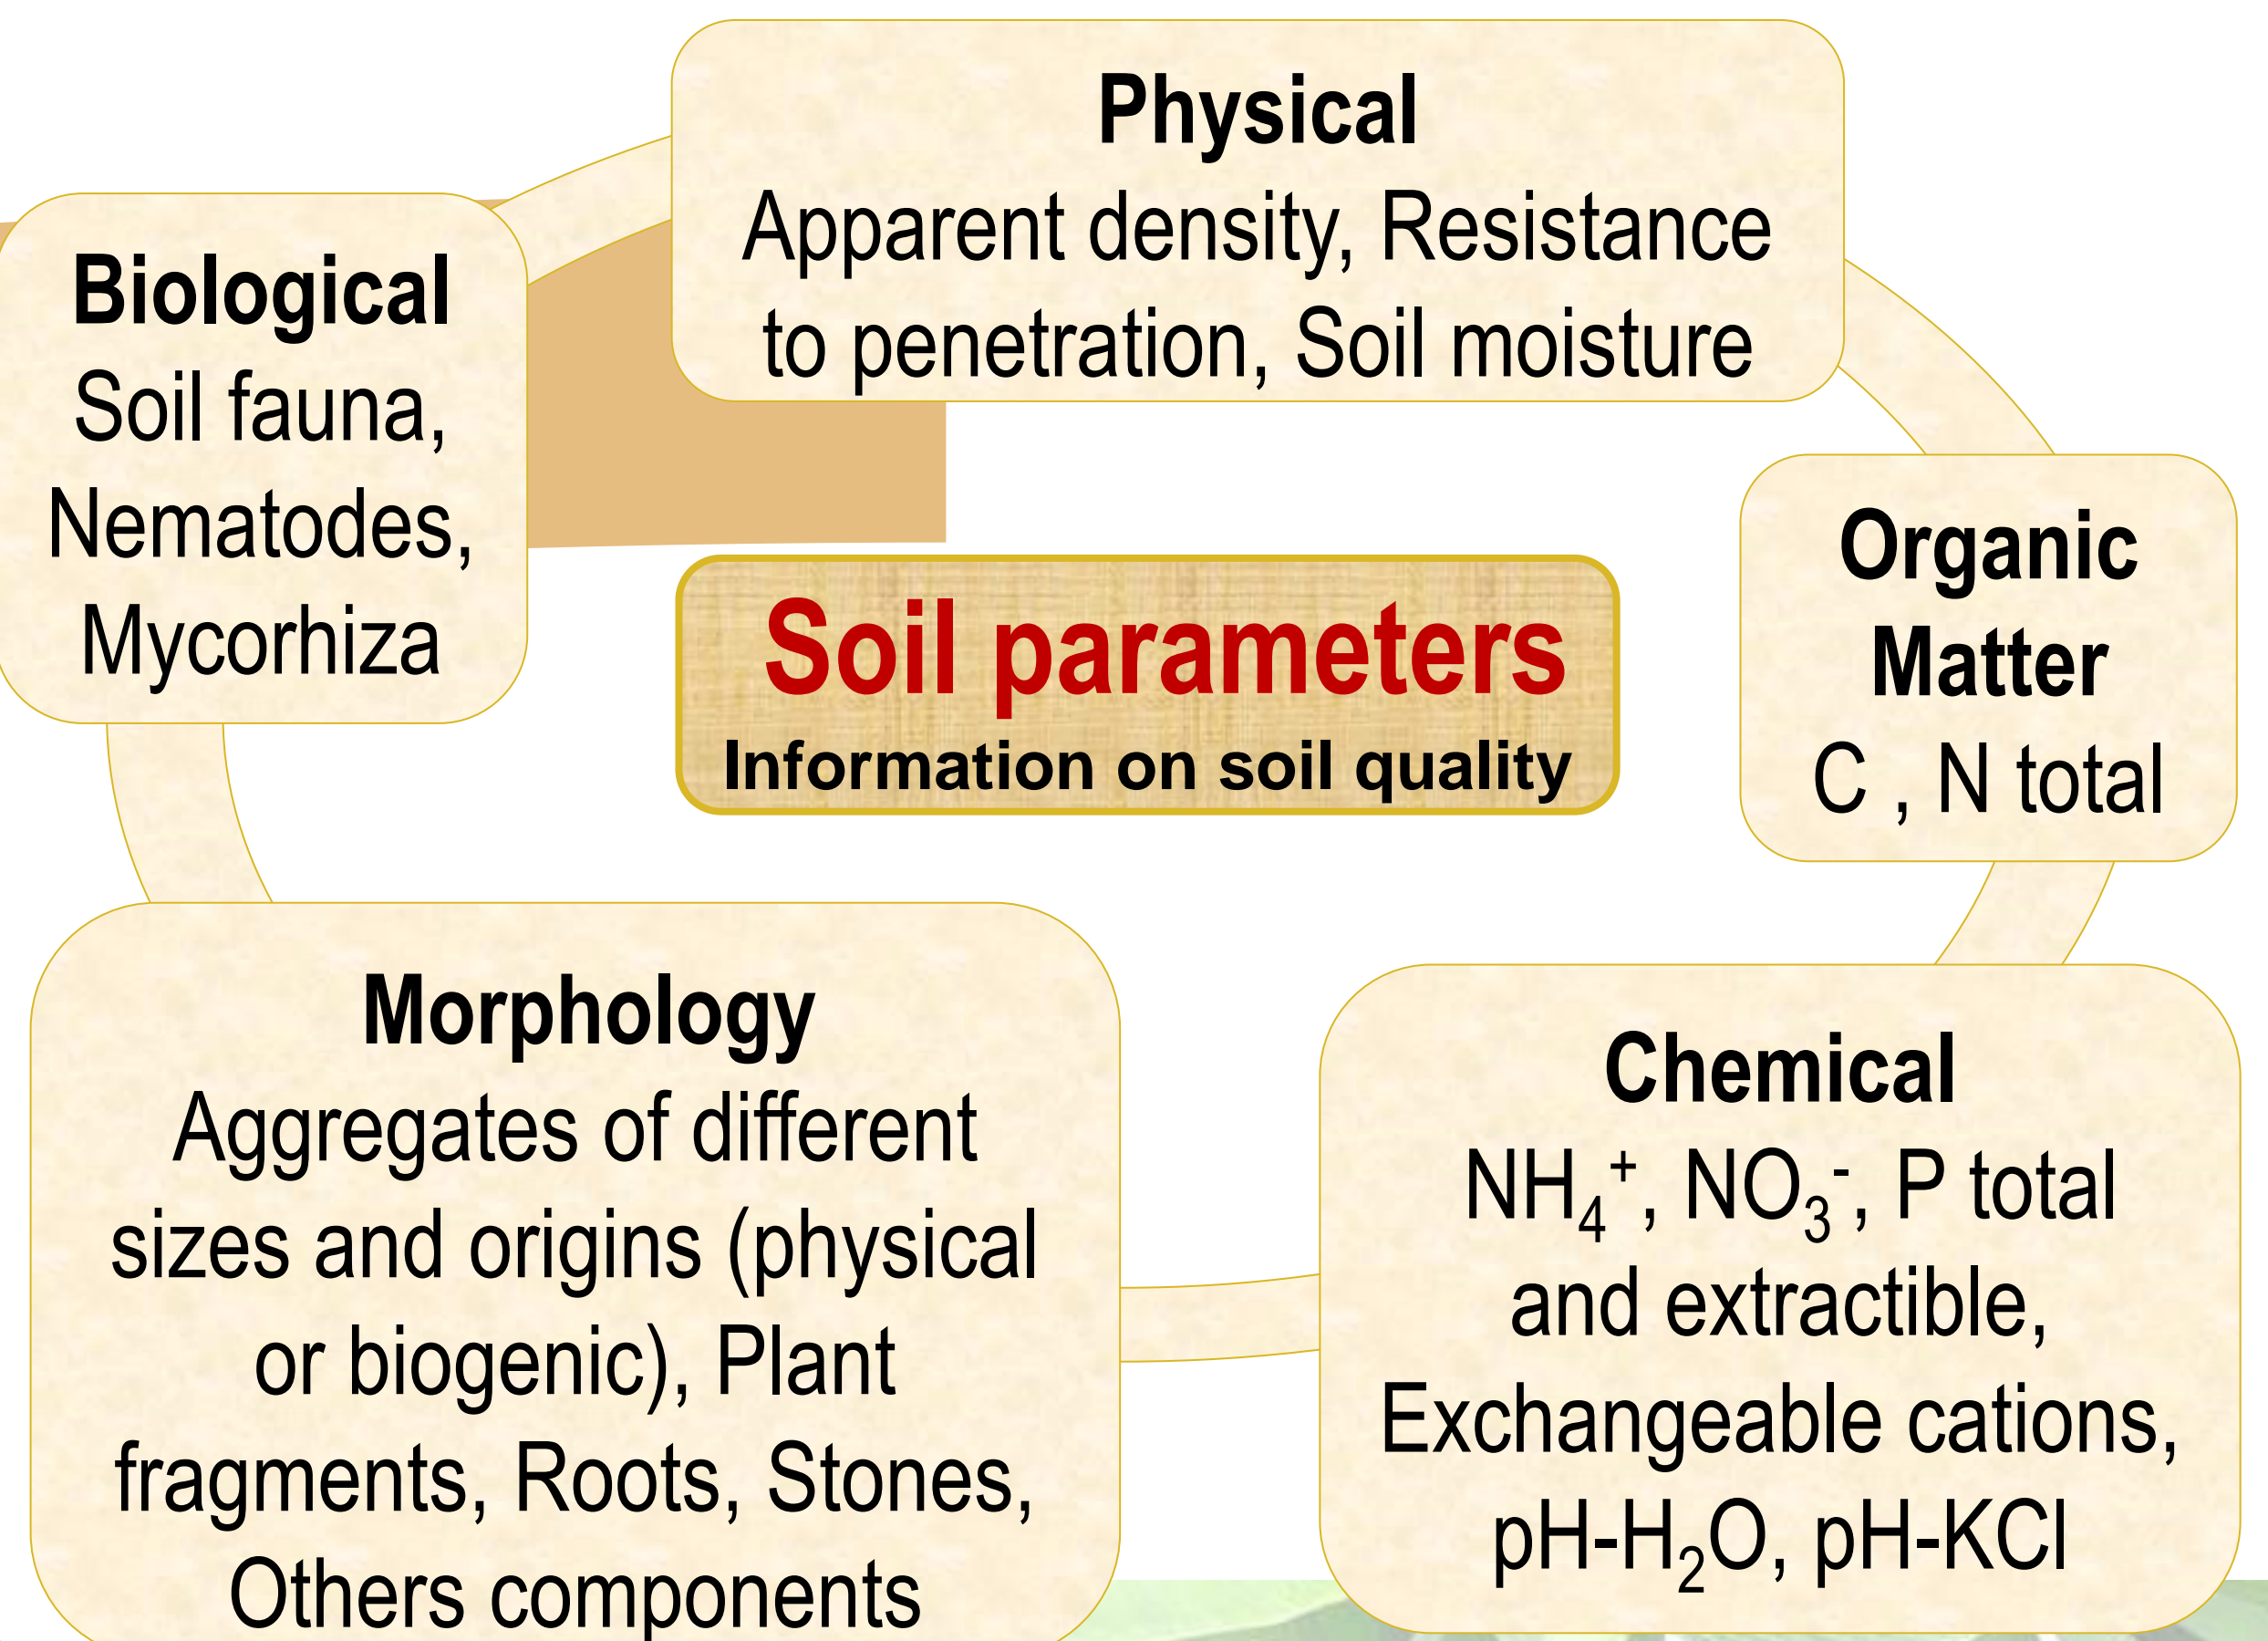 Physical
Apparent density, Resistance
to penetration, Soil moisture
Biological
Soil fauna,
Nematodes,
Mycorhiza
Organic
Matter
C , N total
Soil parameters
Information on soil quality
Morphology
Aggregates of different
sizes and origins (physical
or biogenic), Plant
fragments, Roots, Stones,
Others components
Chemical
NH₄⁺, NO₃⁻, P total
and extractible,
Exchangeable cations,
pH-H₂O, pH-KCl